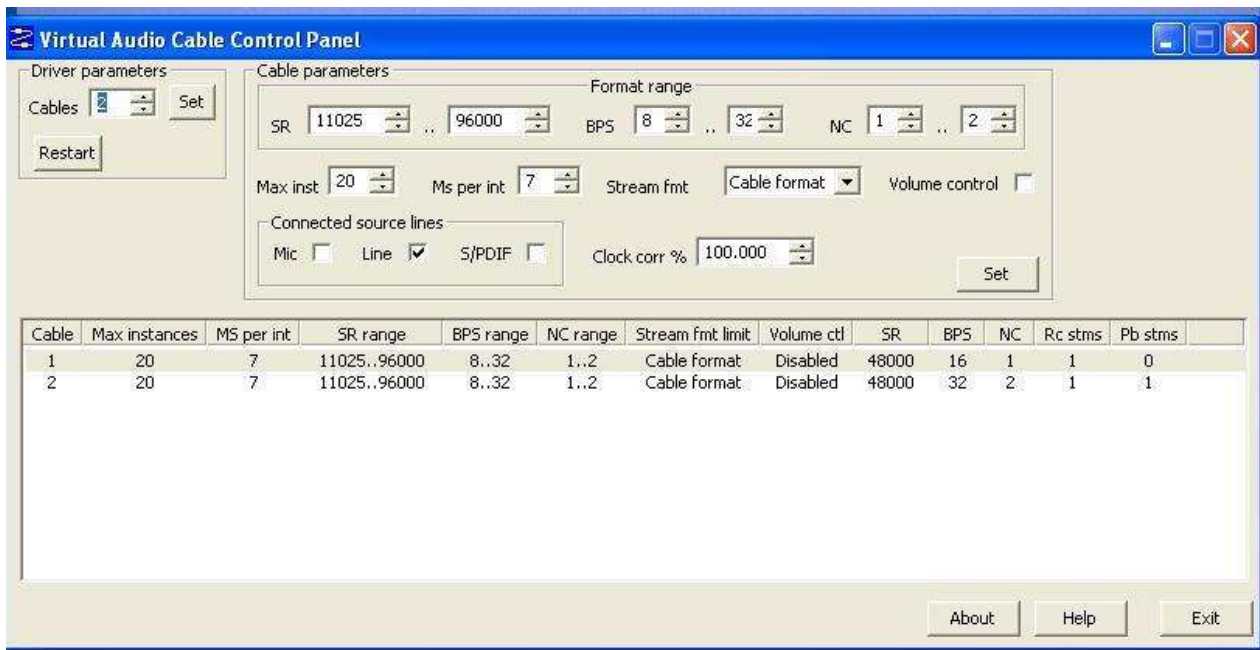 Virtual Audio Cable Control Panel
Driver parameters
Cables 2 Set
Restart
Cable parameters
Format range
SR 11025 .. 96000 BPS 8 .. 32 NC 1 .. 2
Max inst 20 Ms per int 7 Stream fmt Cable format Volume control
Connected source lines
Mic Line S/PDIF Clock corr % 100.000
Set
Cable Max instances MS per int SR range BPS range NC range Stream fmt limit Volume ctl SR BPS NC Rc stms Pb stms
1 20 7 11025..96000 8..32 1..2 Cable format Disabled 48000 16 1 1 0
2 20 7 11025..96000 8..32 1..2 Cable format Disabled 48000 32 2 1 1
About Help Exit